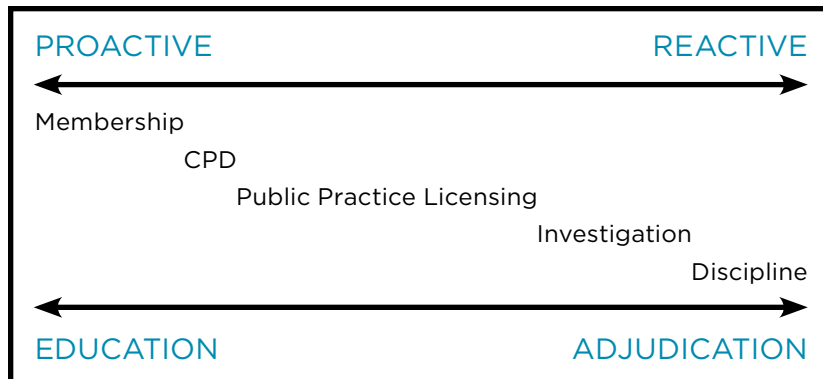 PROACTIVE REACTIVE
Membership
CPD
Public Practice Licensing
Investigation
Discipline
EDUCATION ADJUDICATION